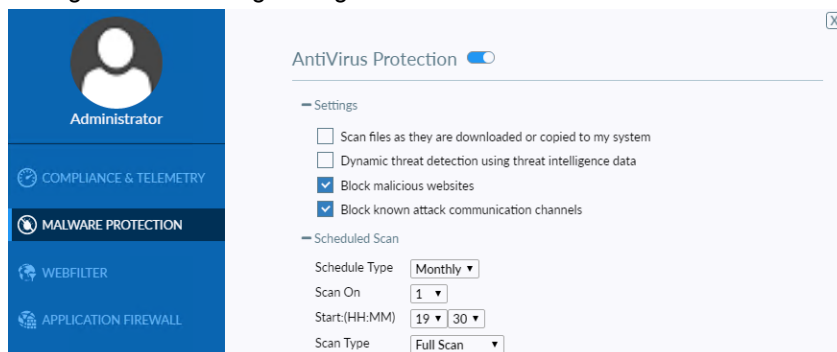 X
AntiVirus Protection
Settings
Administrator
Scan files as they are downloaded or copied to my system
Dynamic threat detection using threat intelligence data
COMPLIANCE & TELEMETRY
Block malicious websites
Block known attack communication channels
MALWARE PROTECTION
Scheduled Scan
WEBFILTER
Schedule Type Monthly
Scan On 1
APPLICATION FIREWALL
Start:(HH:MM) 19 30
Scan Type Full Scan